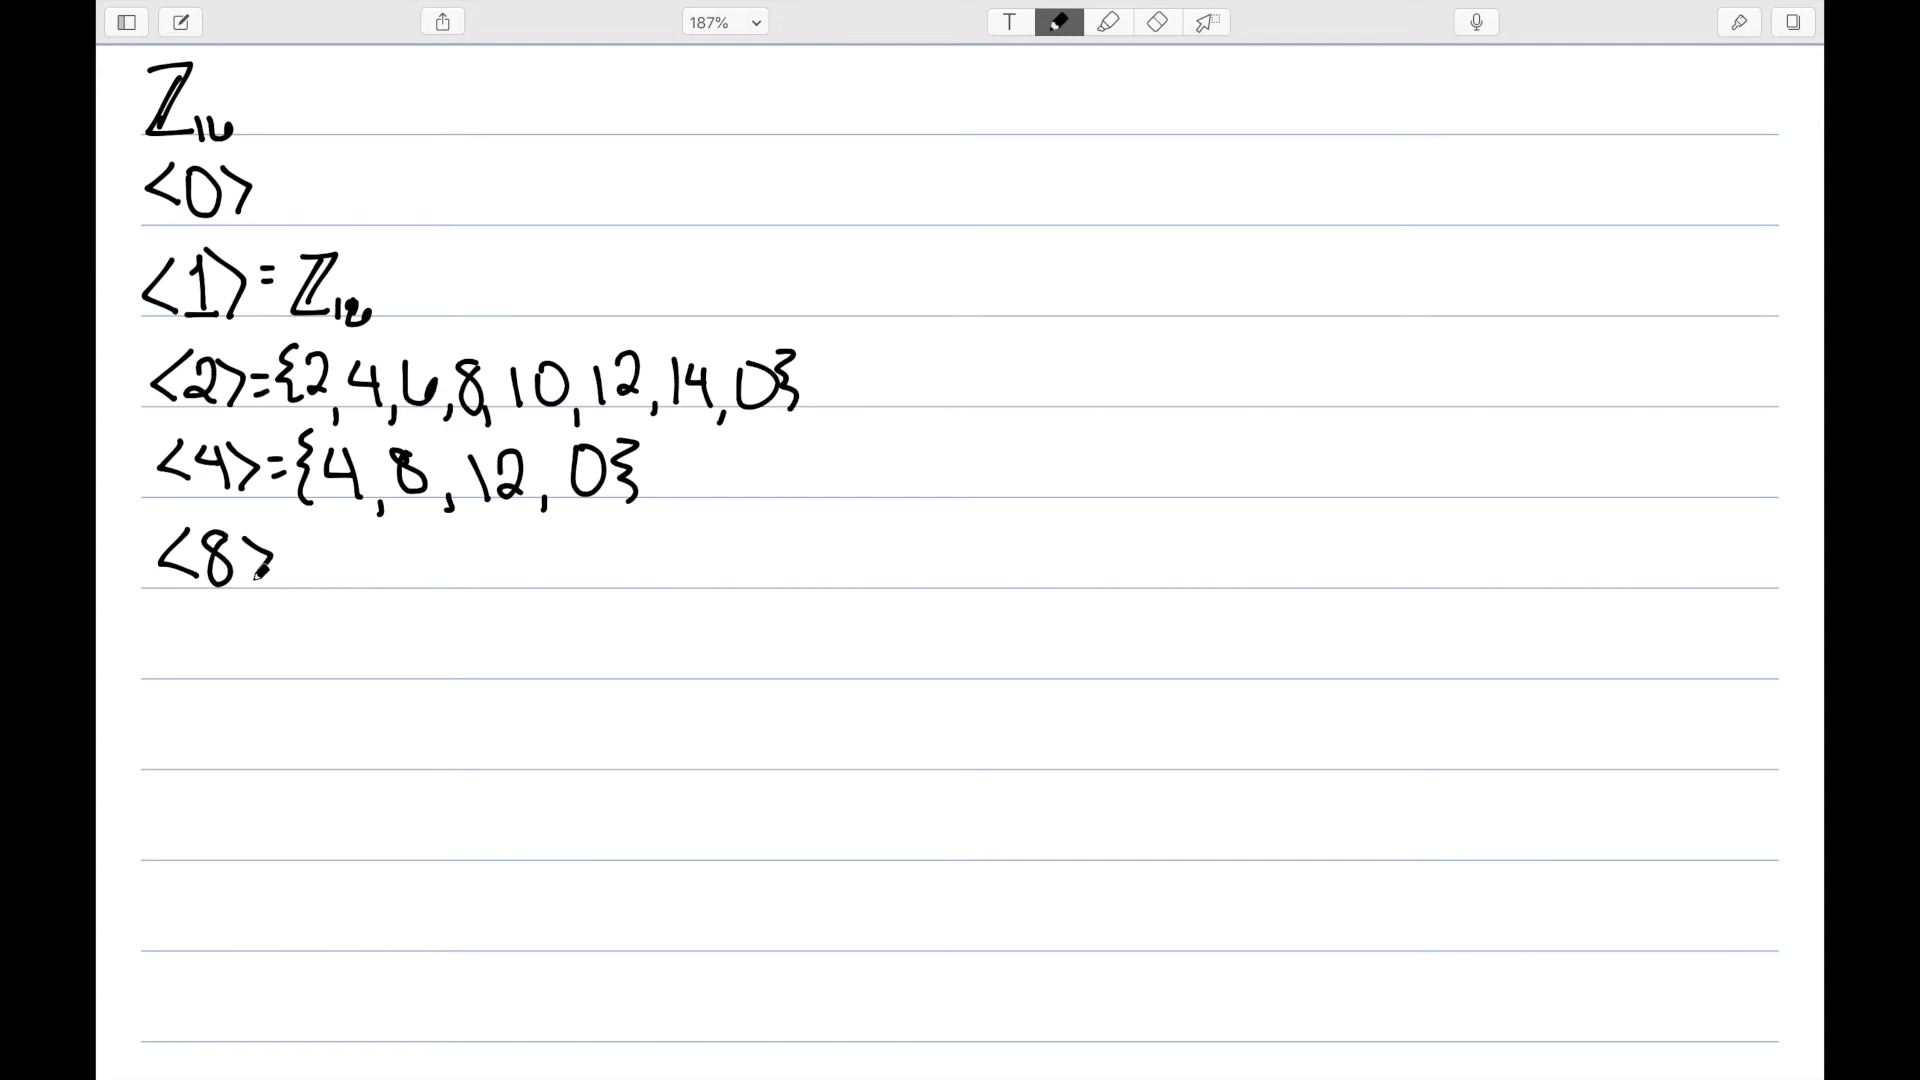 187%
T
ℤ16
<0>
<1>=ℤ16
<2>={2,4,6,8,10,12,14,0}
<4>={4,8,12,0}
<8>